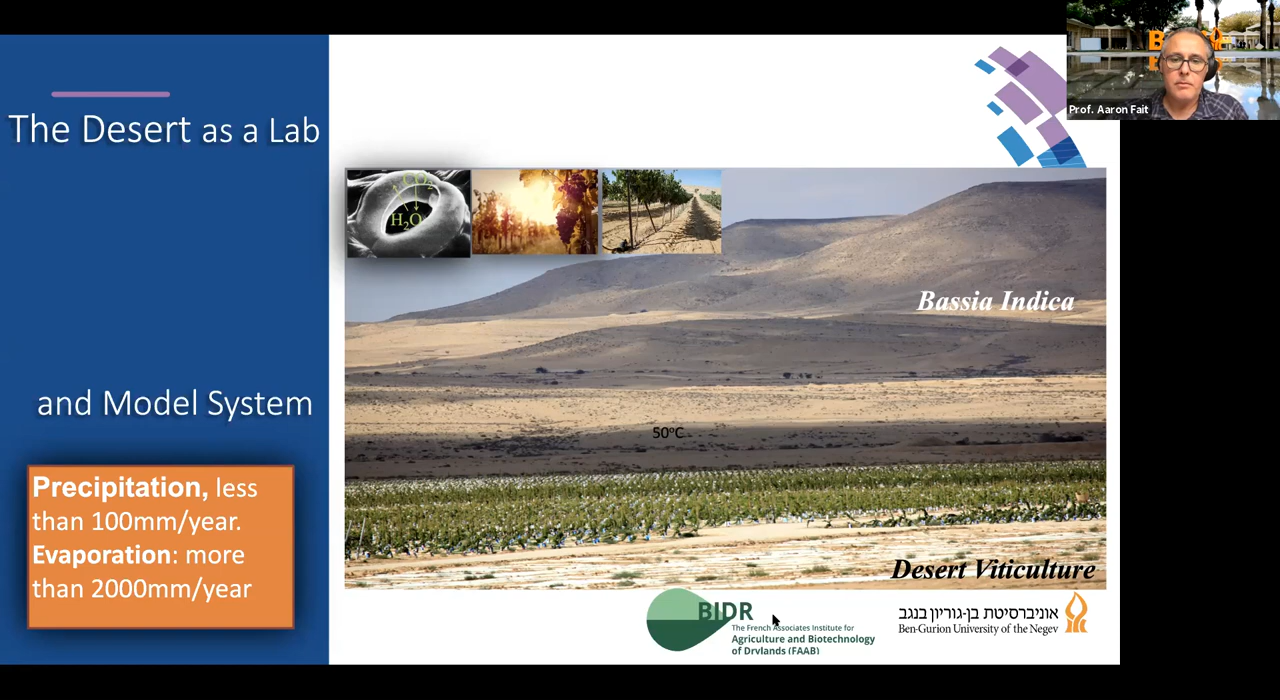 The Desert as a Lab
and Model System
Precipitation, less
than 100mm/year.
Evaporation: more
than 2000mm/year
CO₂
H₂O
Bassia Indica
50°C
Desert Viticulture
BIDR
The French Associates Institute for
Agriculture and Biotechnology
of Drylands (FAAB)
אוניברסיטת בן-גוריון בנגב
Ben-Gurion University of the Negev
Prof. Aaron Fait